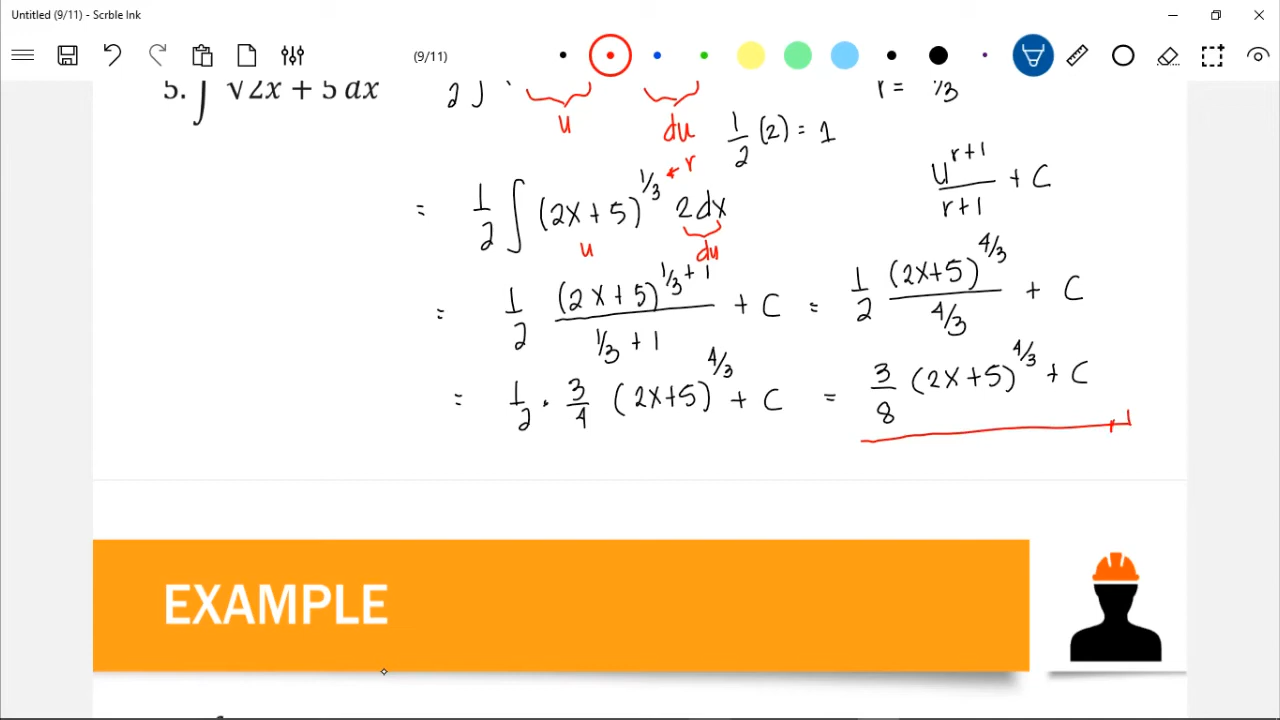 Untitled (9/11) - Scrble Ink
(9/11)
5. ∫ √2x + 5 dx
2 ∫
r = 1/3
u
du
1/2 (2) = 1
r
u^(r+1)/(r+1) + C
= 1/2 ∫ (2x+5)^(1/3) 2dx
u
du
= 1/2 (2x+5)^(1/3+1)/(1/3+1) + C = 1/2 (2x+5)^(4/3)/(4/3) + C
= 1/2 · 3/4 (2x+5)^(4/3) + C = 3/8 (2x+5)^(4/3) + C
EXAMPLE